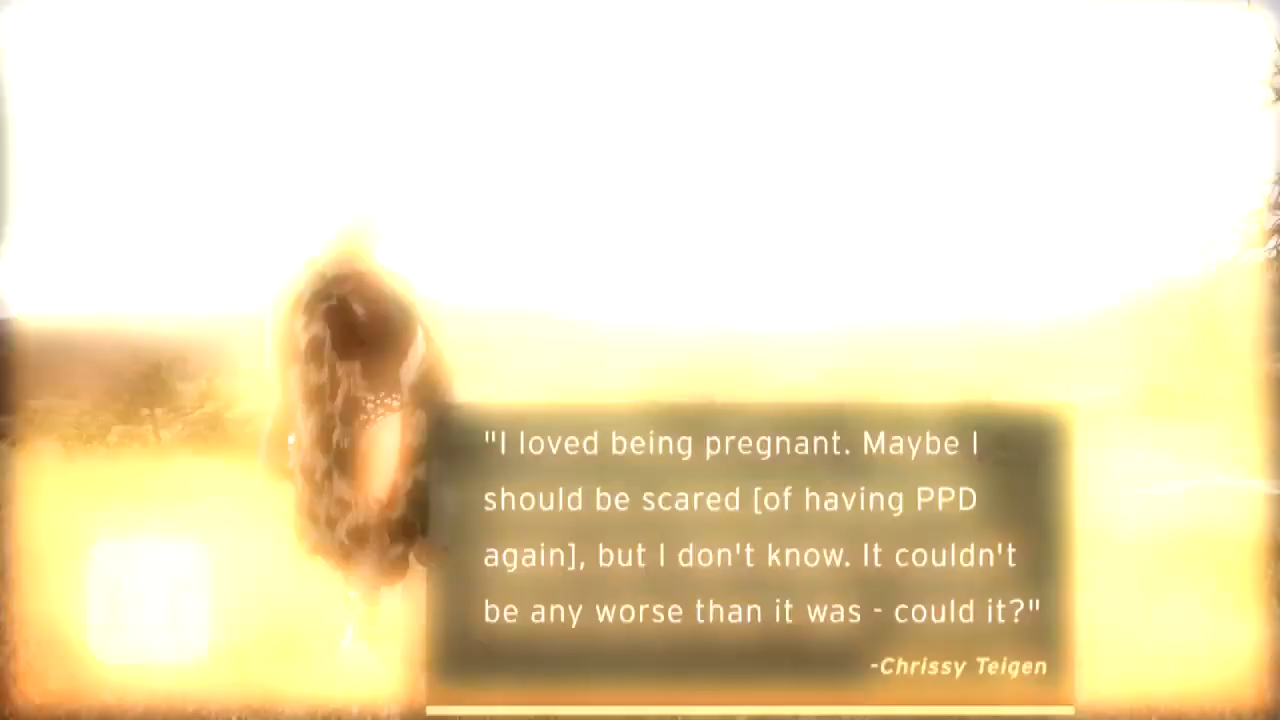 "I loved being pregnant. Maybe I
should be scared [of having PPD
again], but I don't know. It couldn't
be any worse than it was - could it?"
-Chrissy Teigen